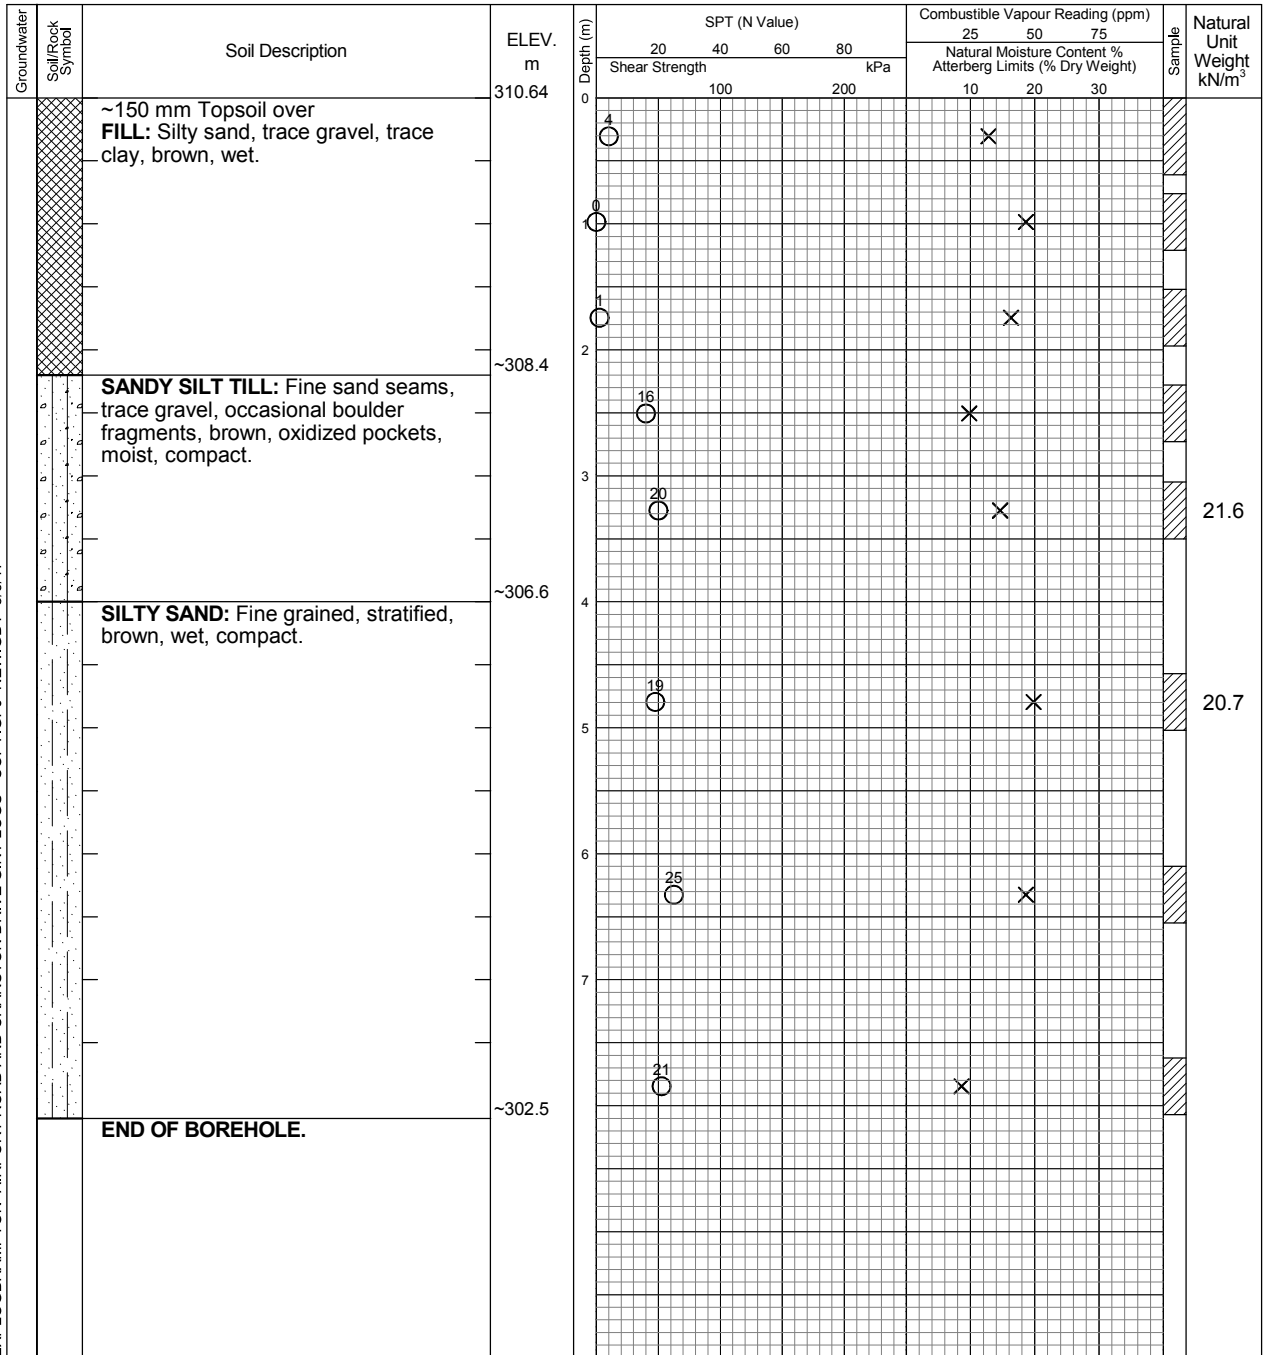 Groundwater
Soil/Rock
Symbol
Soil Description
ELEV.
m
310.64
Depth (m)
SPT (N Value)
20 40 60 80
Shear Strength kPa
100 200
Combustible Vapour Reading (ppm)
25 50 75
Natural Moisture Content %
Atterberg Limits (% Dry Weight)
10 20 30
Sample
Natural
Unit
Weight
kN/m³
0
~150 mm Topsoil over
FILL: Silty sand, trace gravel, trace
clay, brown, wet.
4
0
1
1
2
~308.4
SANDY SILT TILL: Fine sand seams,
trace gravel, occasional boulder
fragments, brown, oxidized pockets,
moist, compact.
16
3
20
21.6
~306.6
4
SILTY SAND: Fine grained, stratified,
brown, wet, compact.
19
20.7
5
6
25
7
21
~302.5
END OF BOREHOLE.